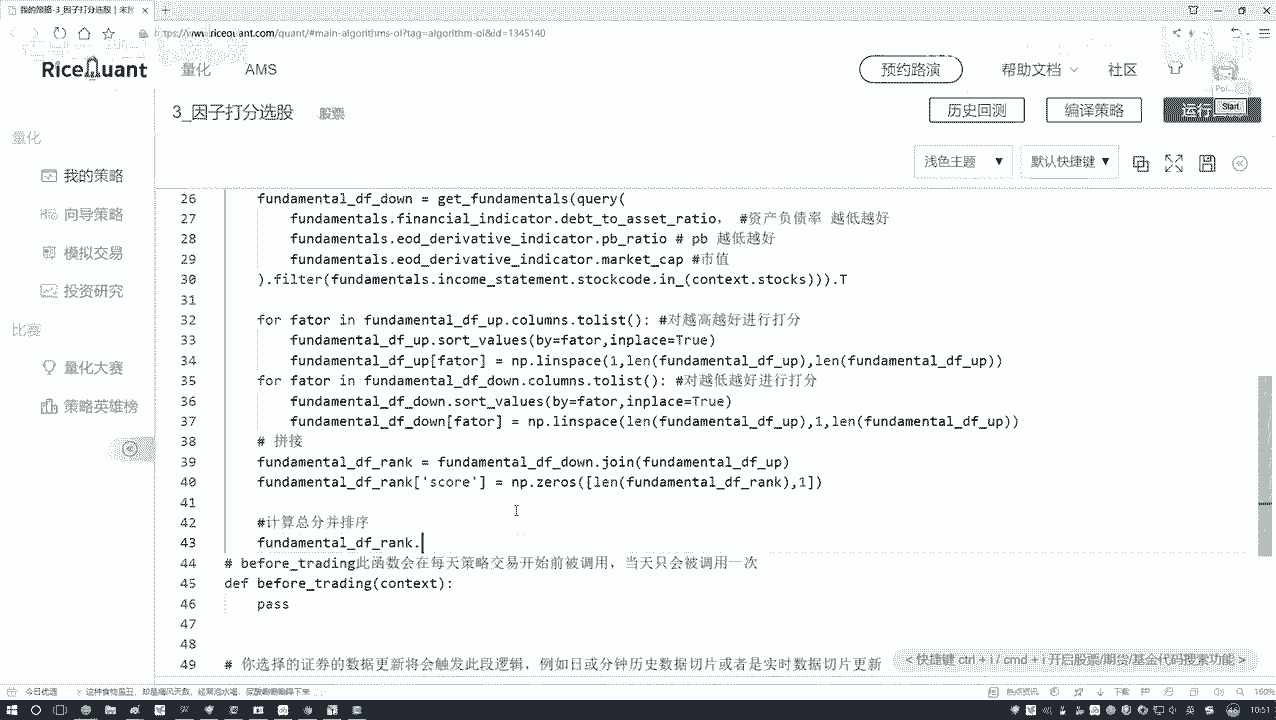 我的策略-3_因子打分选股 | 米筐
www.ricequant.com/quant/#main-algorithms-ol?tag=algorithm-ol&id=1345140
RiceQuant 量化 AMS 预约路演 帮助文档 社区
3_因子打分选股 股票 历史回测 编译策略 运行
Start
量化
浅色主题 默认快捷键
我的策略
向导策略
模拟交易
投资研究
比赛
量化大赛
策略英雄榜
26 fundamental_df_down = get_fundamentals(query(
27 fundamentals.financial_indicator.debt_to_asset_ratio, #资产负债率 越低越好
28 fundamentals.eod_derivative_indicator.pb_ratio # pb 越低越好
29 fundamentals.eod_derivative_indicator.market_cap #市值
30 ).filter(fundamentals.income_statement.stockcode.in_(context.stocks))).T
31
32 for fator in fundamental_df_up.columns.tolist(): #对越高越好进行打分
33 fundamental_df_up.sort_values(by=fator,inplace=True)
34 fundamental_df_up[fator] = np.linspace(1,len(fundamental_df_up),len(fundamental_df_up))
35 for fator in fundamental_df_down.columns.tolist(): #对越低越好进行打分
36 fundamental_df_down.sort_values(by=fator,inplace=True)
37 fundamental_df_down[fator] = np.linspace(len(fundamental_df_up),1,len(fundamental_df_up))
38 # 拼接
39 fundamental_df_rank = fundamental_df_down.join(fundamental_df_up)
40 fundamental_df_rank['score'] = np.zeros([len(fundamental_df_rank),1])
41
42 #计算总分并排序
43 fundamental_df_rank.
44 # before_trading此函数会在每天策略交易开始前被调用，当天只会被调用一次
45 def before_trading(context):
46 pass
47
48
49 # 你选择的证券的数据更新将会触发此段逻辑，例如日或分钟历史数据切片或者是实时数据切片更新
< 快捷键 ctrl + i / cmd + i 开启股票/期货/基金代码搜索功能 >
今日优选 下载 160%
英 10:51